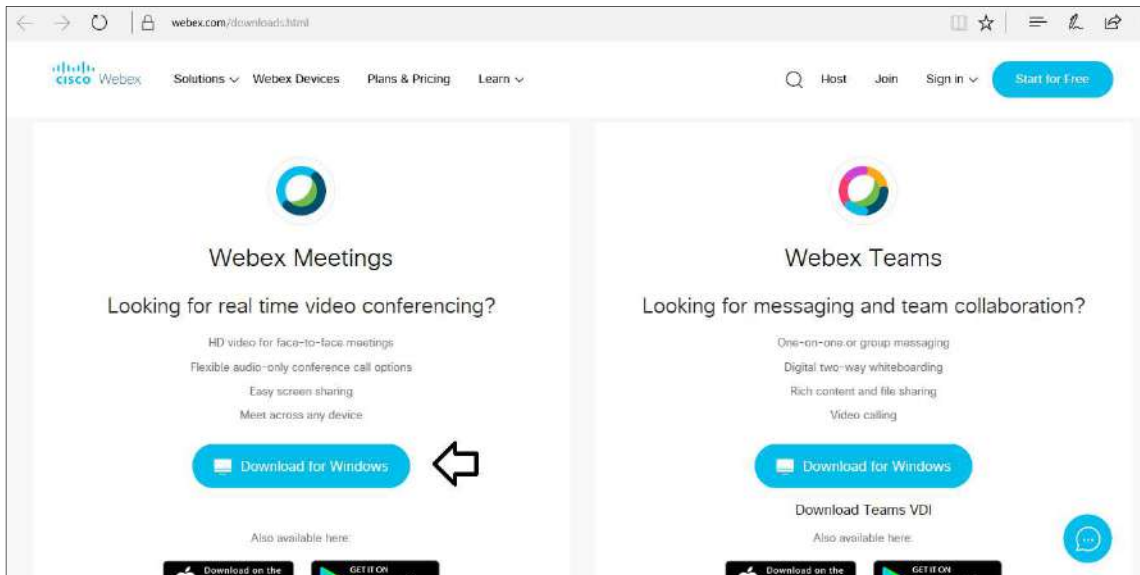 webex.com/downloads.html
CISCO Webex Solutions Webex Devices Plans & Pricing Learn Host Join Sign in Start for Free
Webex Meetings
Looking for real time video conferencing?
HD video for face-to-face meetings
Flexible audio-only conference call options
Easy screen sharing
Meet across any device
Download for Windows
Also available here:
Download on the
GET IT ON
Webex Teams
Looking for messaging and team collaboration?
One-on-one or group messaging
Digital two-way whiteboarding
Rich content and file sharing
Video calling
Download for Windows
Download Teams VDI
Also available here:
Download on the
GET IT ON